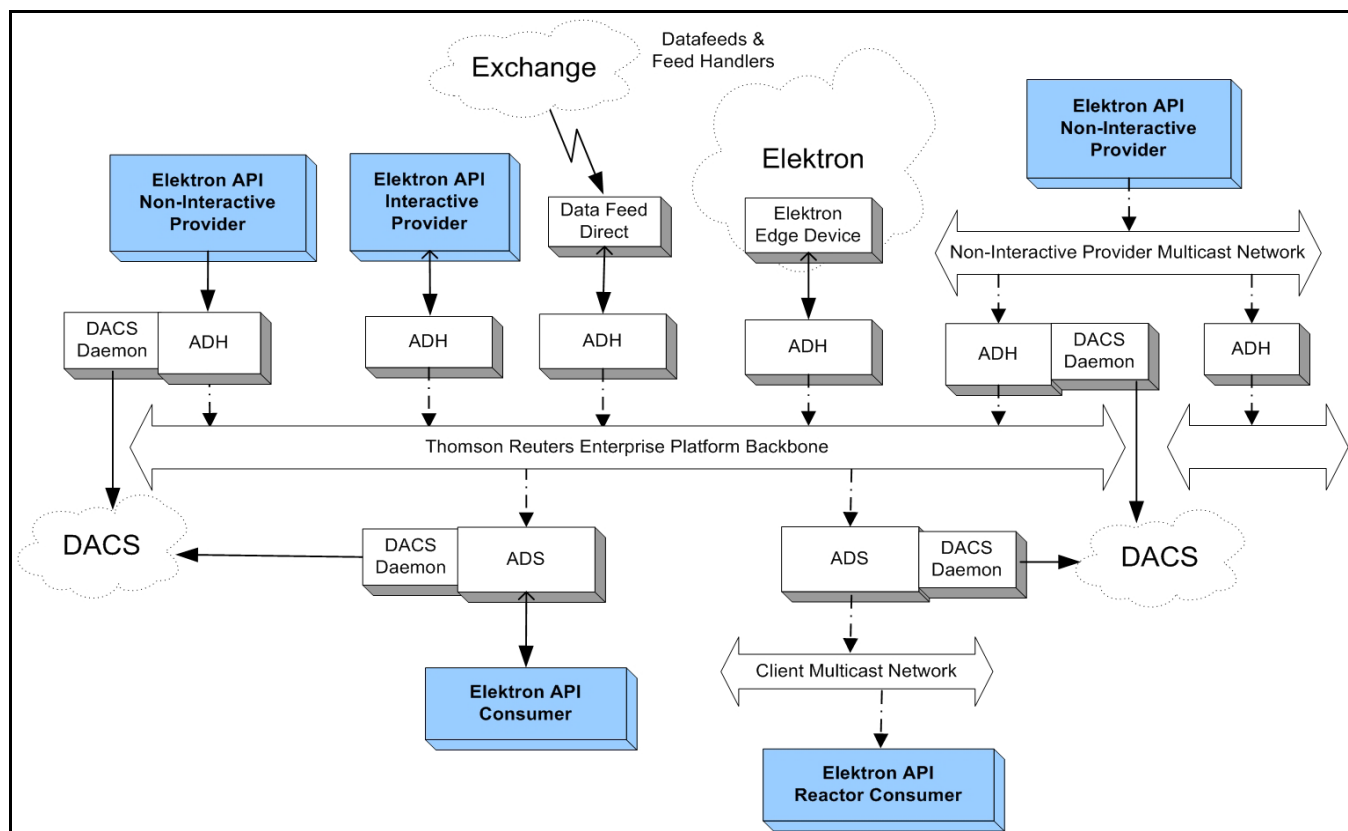 Datafeeds &
Feed Handlers
Exchange
Elektron API
Non-Interactive
Provider
Elektron API
Non-Interactive
Provider
Elektron API
Interactive
Provider
Elektron
Data Feed
Direct
Elektron
Edge Device
Non-Interactive Provider Multicast Network
DACS
Daemon
ADH
ADH
ADH
ADH
ADH
DACS
Daemon
ADH
Thomson Reuters Enterprise Platform Backbone
DACS
DACS
Daemon
ADS
ADS
DACS
Daemon
DACS
Client Multicast Network
Elektron API
Consumer
Elektron API
Reactor Consumer